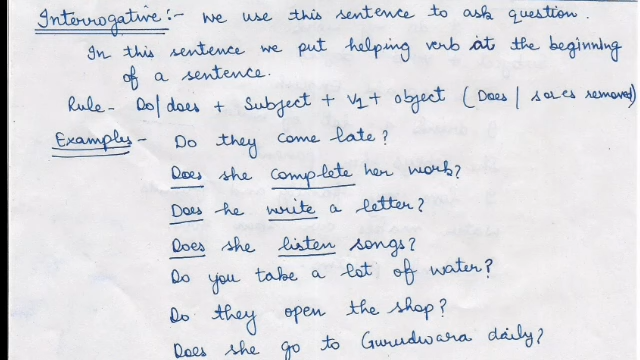 Interrogative :- we use this sentence to ask question.
In this sentence we put helping verb at the beginning
of a sentence.
Rule - Do/does + Subject + V1 + object (Does | s or es removed)
Examples - Do they come late?
Does she complete her work?
Does he write a letter?
Does she listen songs?
Do you take a lot of water?
Do they open the shop?
Does she go to Gurudwara daily?